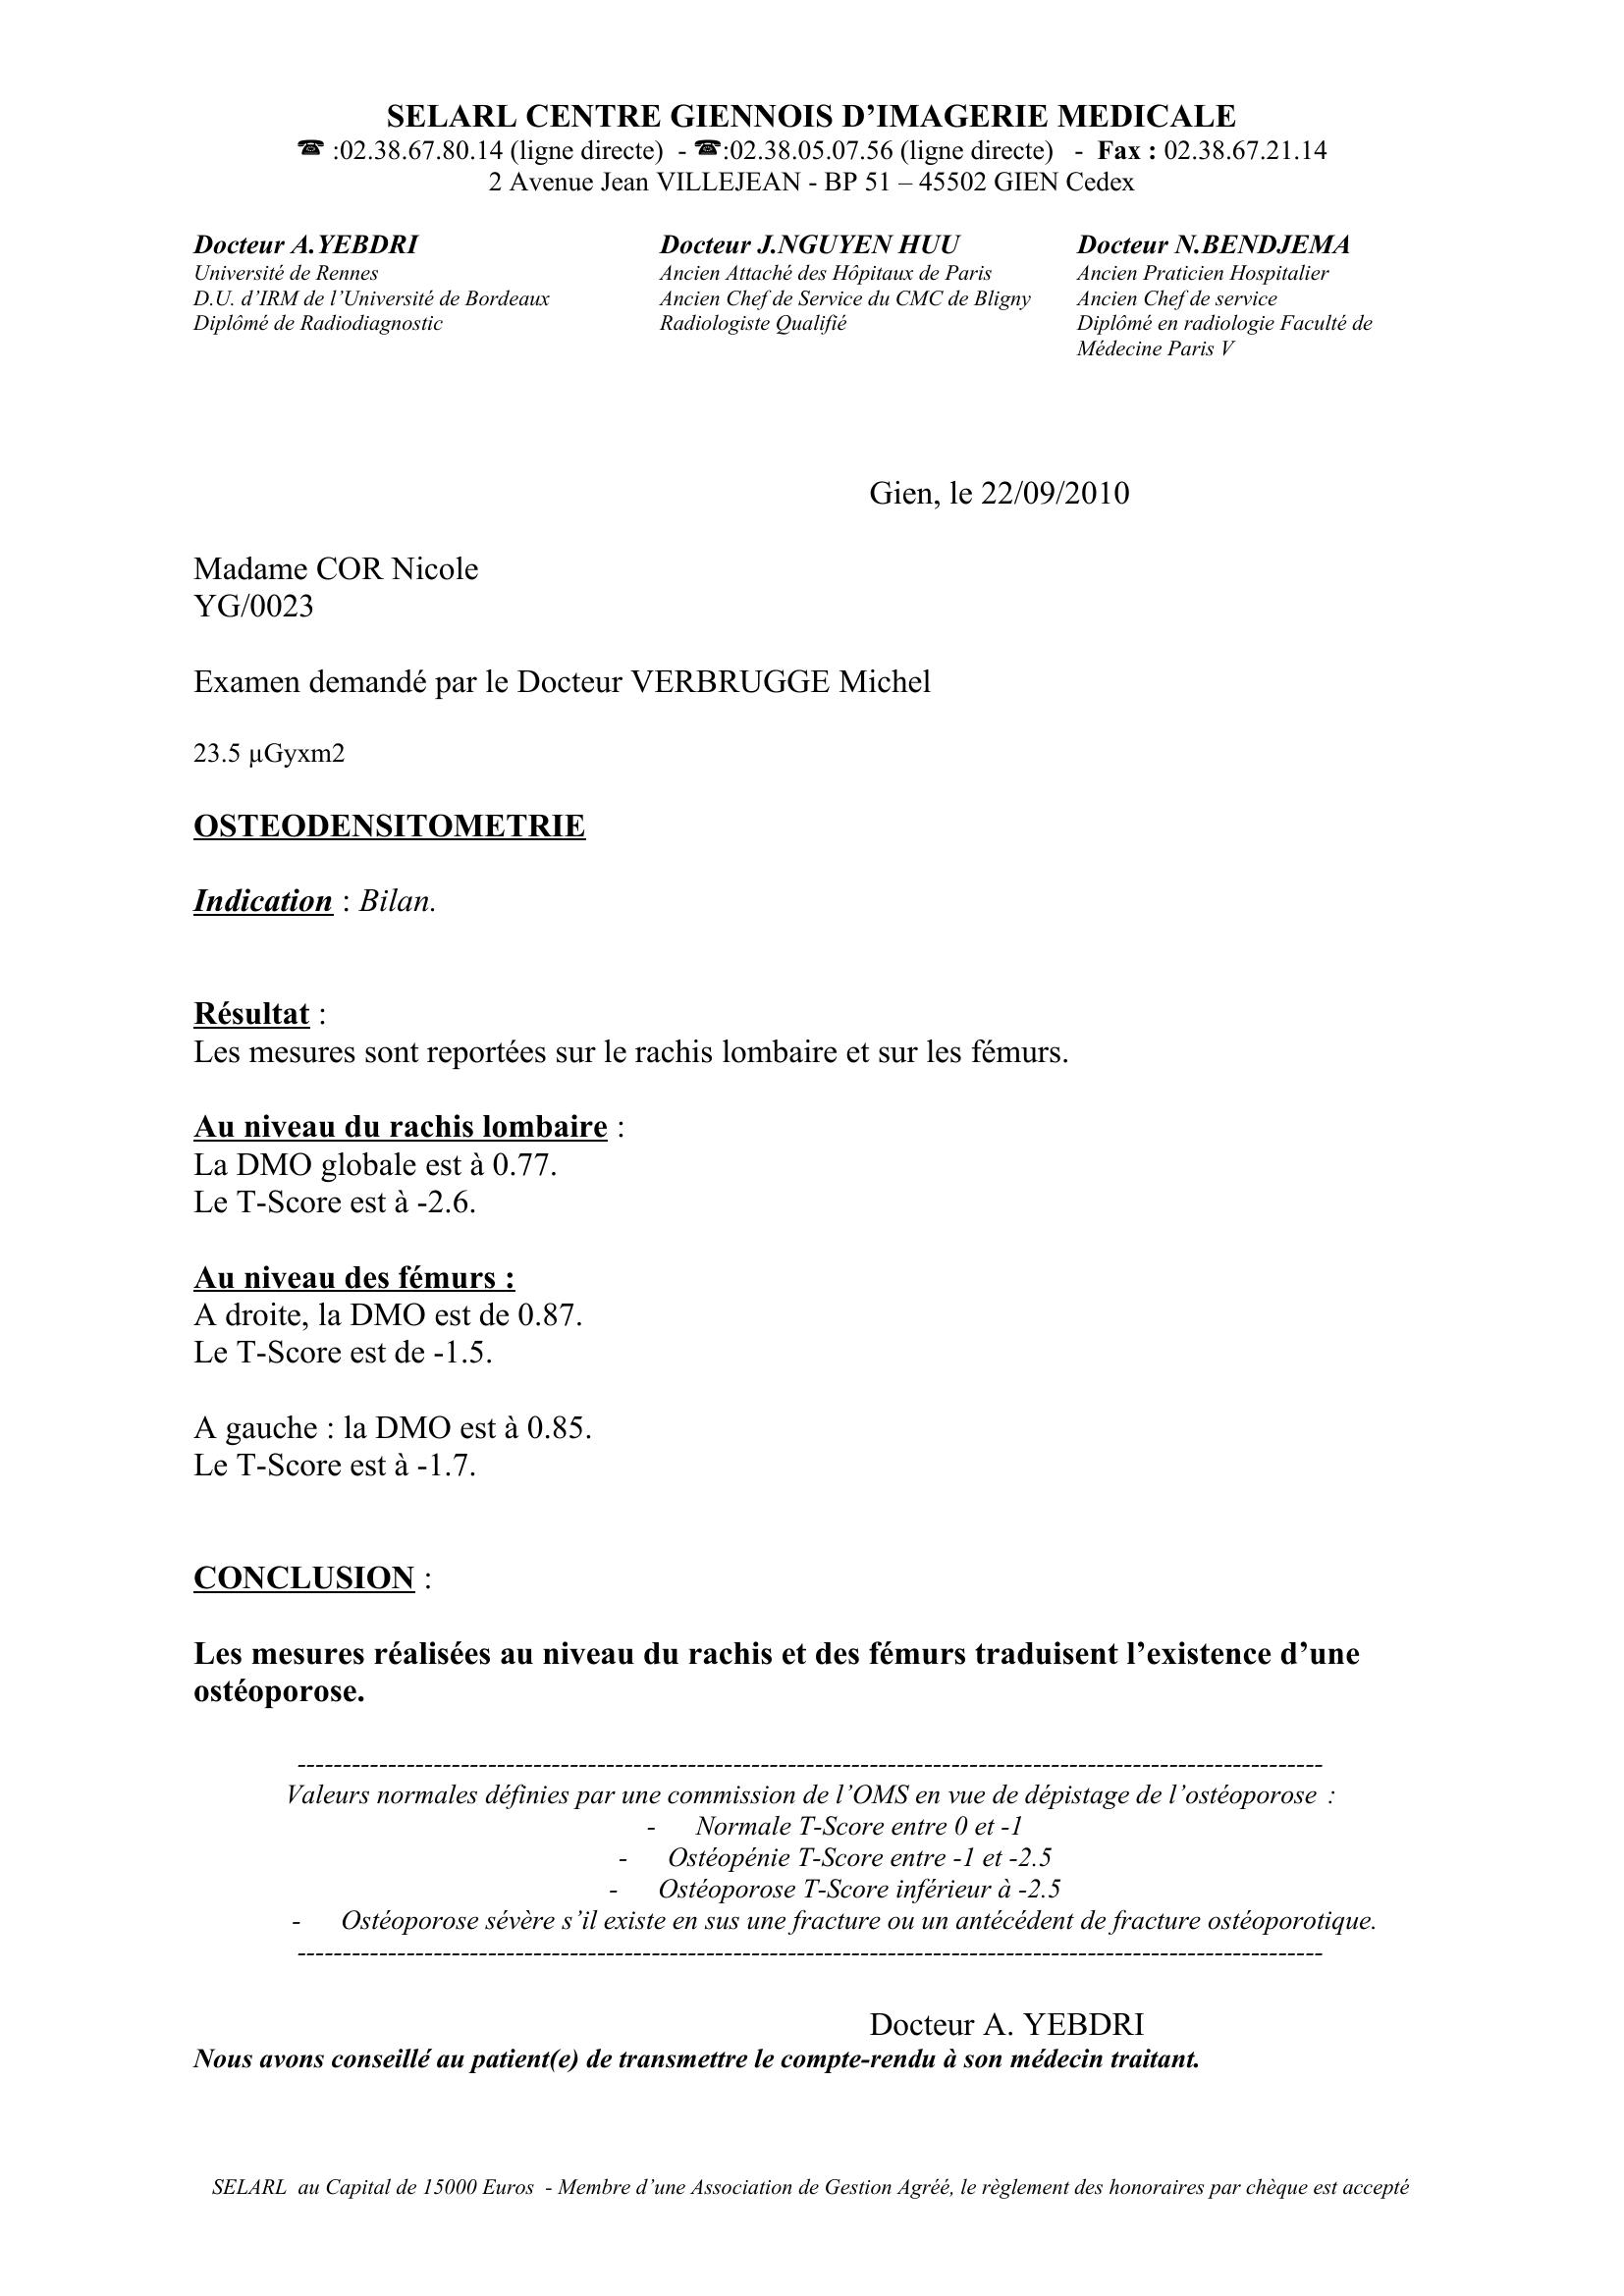 SELARL CENTRE GIENNOIS D’IMAGERIE MEDICALE
☎ :02.38.67.80.14 (ligne directe) - ☎:02.38.05.07.56 (ligne directe) - Fax : 02.38.67.21.14
2 Avenue Jean VILLEJEAN - BP 51 – 45502 GIEN Cedex
Docteur A.YEBDRI
Université de Rennes
D.U. d’IRM de l’Université de Bordeaux
Diplômé de Radiodiagnostic
Docteur J.NGUYEN HUU
Ancien Attaché des Hôpitaux de Paris
Ancien Chef de Service du CMC de Bligny
Radiologiste Qualifié
Docteur N.BENDJEMA
Ancien Praticien Hospitalier
Ancien Chef de service
Diplômé en radiologie Faculté de
Médecine Paris V
Gien, le 22/09/2010
Madame COR Nicole
YG/0023
Examen demandé par le Docteur VERBRUGGE Michel
23.5 µGyxm2
OSTEODENSITOMETRIE
Indication : Bilan.
Résultat :
Les mesures sont reportées sur le rachis lombaire et sur les fémurs.
Au niveau du rachis lombaire :
La DMO globale est à 0.77.
Le T-Score est à -2.6.
Au niveau des fémurs :
A droite, la DMO est de 0.87.
Le T-Score est de -1.5.
A gauche : la DMO est à 0.85.
Le T-Score est à -1.7.
CONCLUSION :
Les mesures réalisées au niveau du rachis et des fémurs traduisent l’existence d’une
ostéoporose.
-----------------------------------------------------------------------------------------------------------------
Valeurs normales définies par une commission de l’OMS en vue de dépistage de l’ostéoporose :
- Normale T-Score entre 0 et -1
- Ostéopénie T-Score entre -1 et -2.5
- Ostéoporose T-Score inférieur à -2.5
- Ostéoporose sévère s’il existe en sus une fracture ou un antécédent de fracture ostéoporotique.
-----------------------------------------------------------------------------------------------------------------
Docteur A. YEBDRI
Nous avons conseillé au patient(e) de transmettre le compte-rendu à son médecin traitant.
SELARL au Capital de 15000 Euros - Membre d’une Association de Gestion Agréé, le règlement des honoraires par chèque est accepté